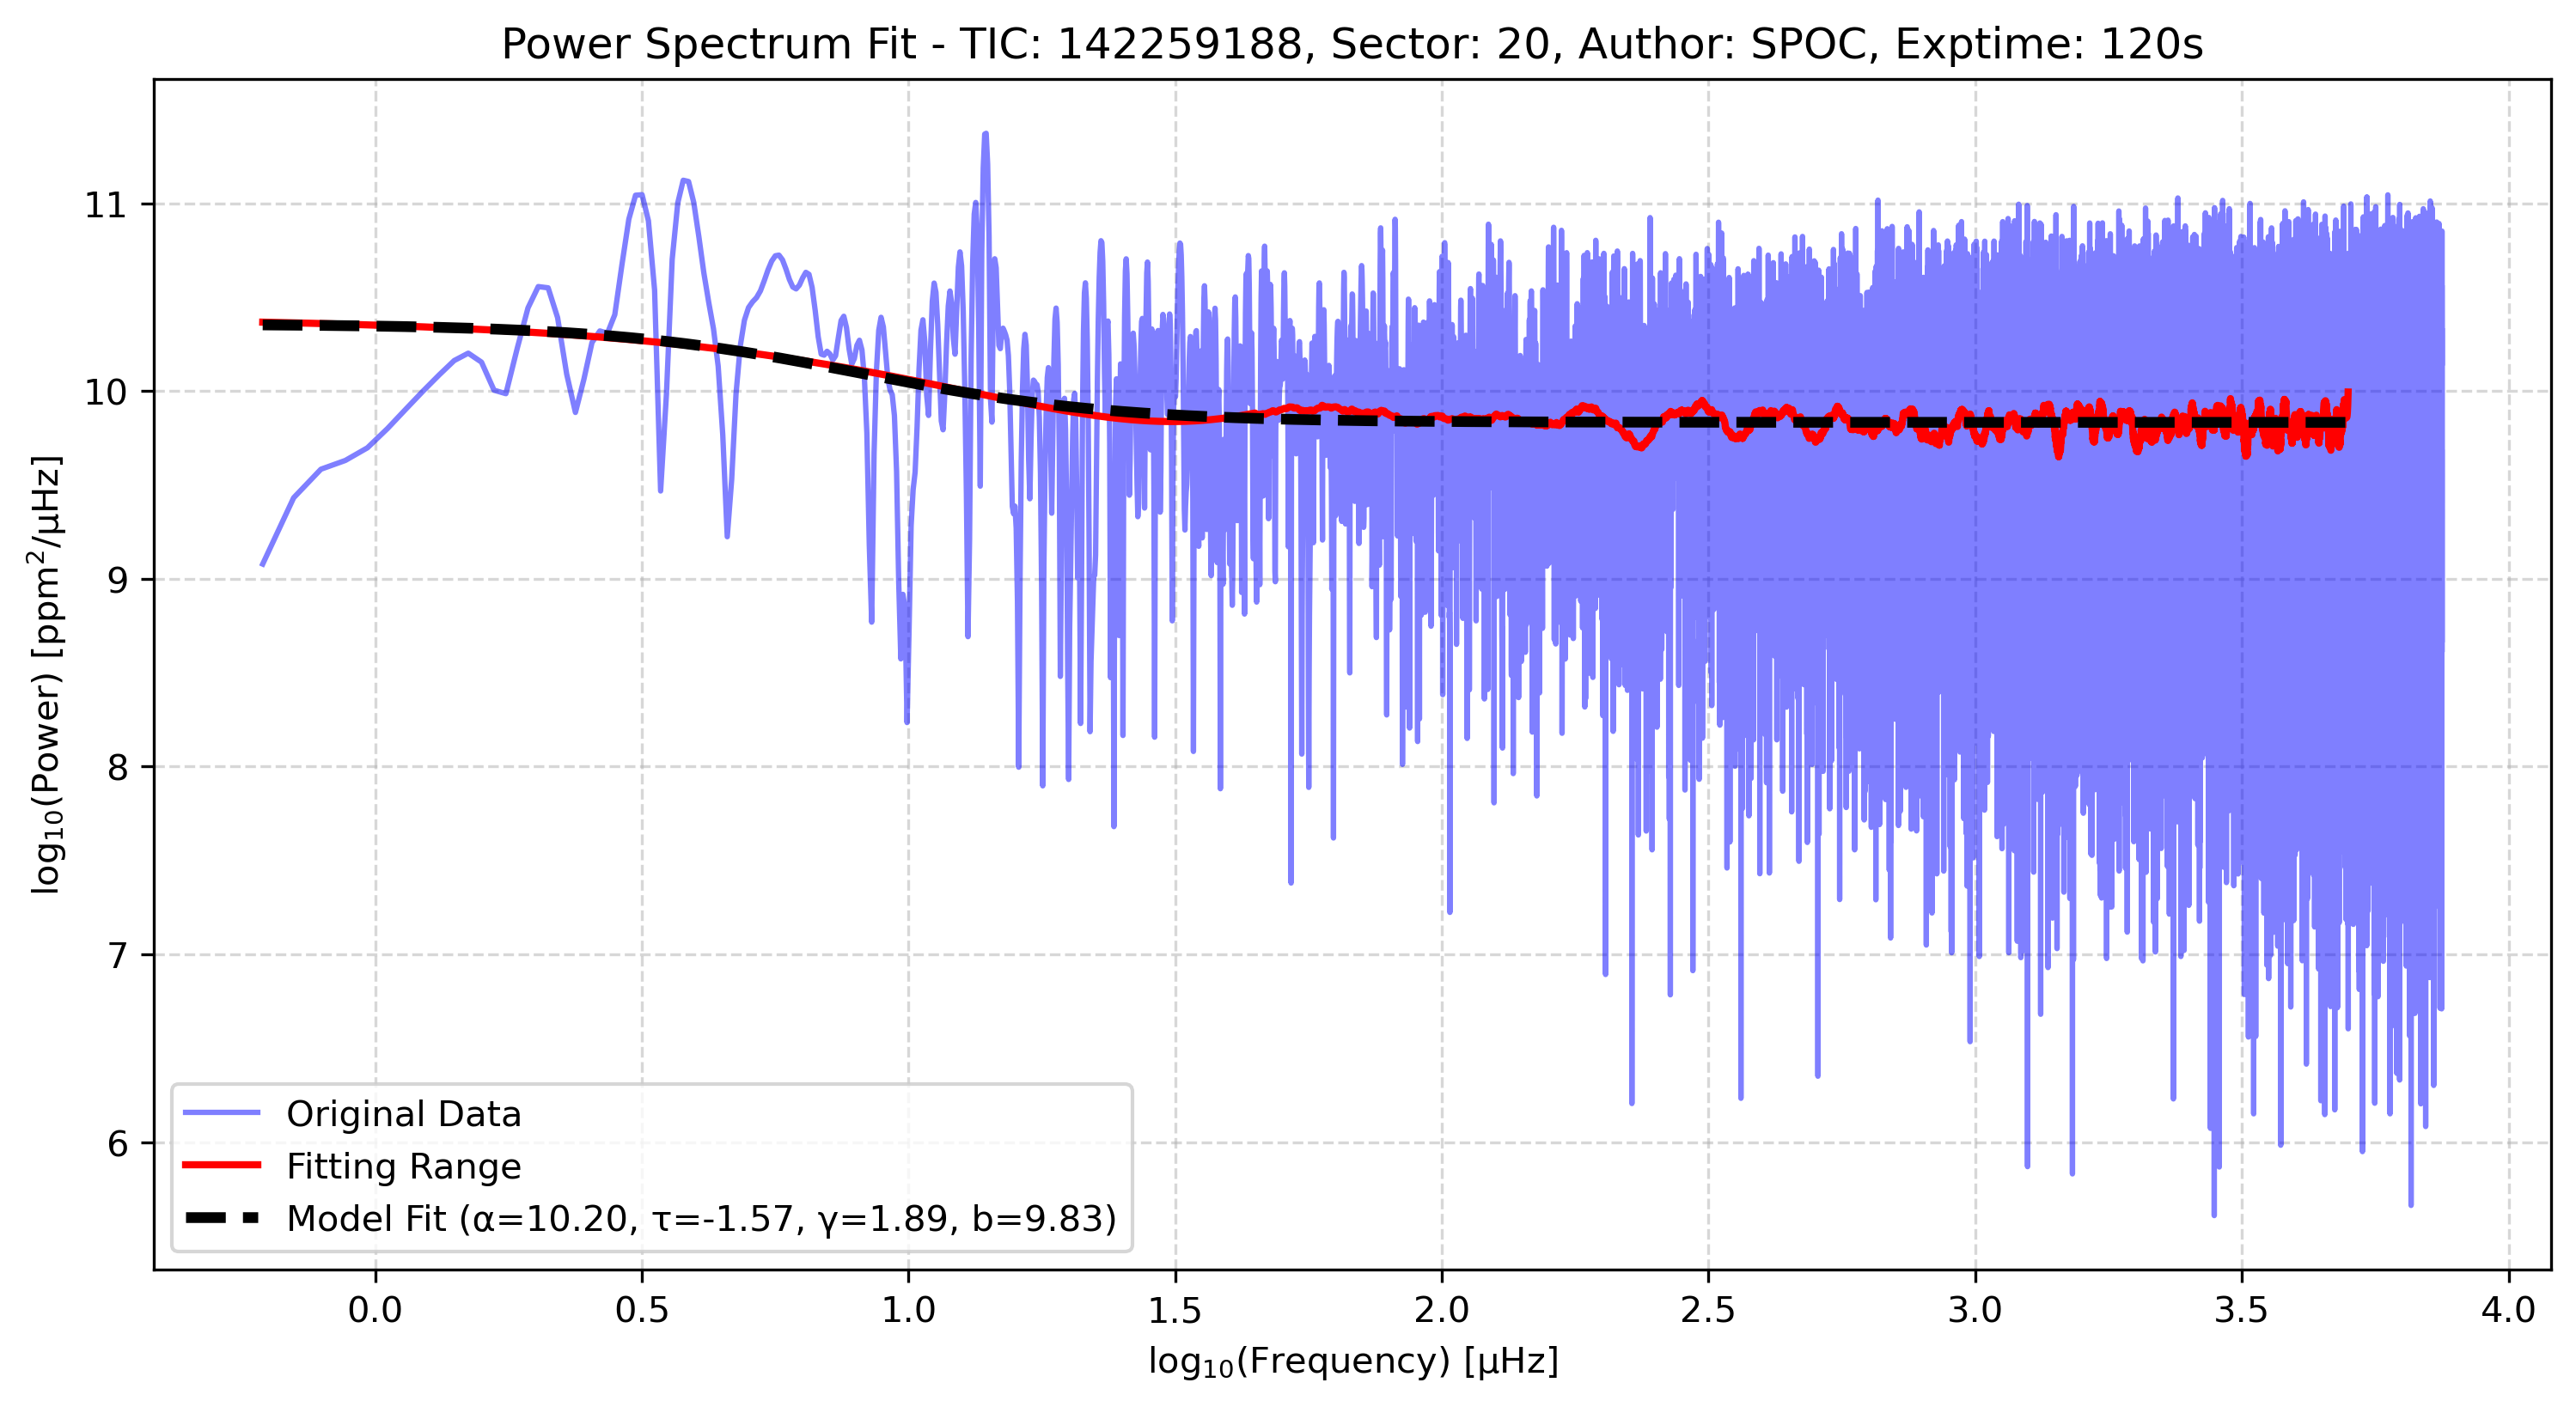 Power Spectrum Fit - TIC: 142259188, Sector: 20, Author: SPOC, Exptime: 120s
log₁₀(Power) [ppm²/μHz]
11
10
9
8
7
6
Original Data
Fitting Range
Model Fit (α=10.20, τ=-1.57, γ=1.89, b=9.83)
0.0 0.5 1.0 1.5 2.0 2.5 3.0 3.5 4.0
log₁₀(Frequency) [μHz]